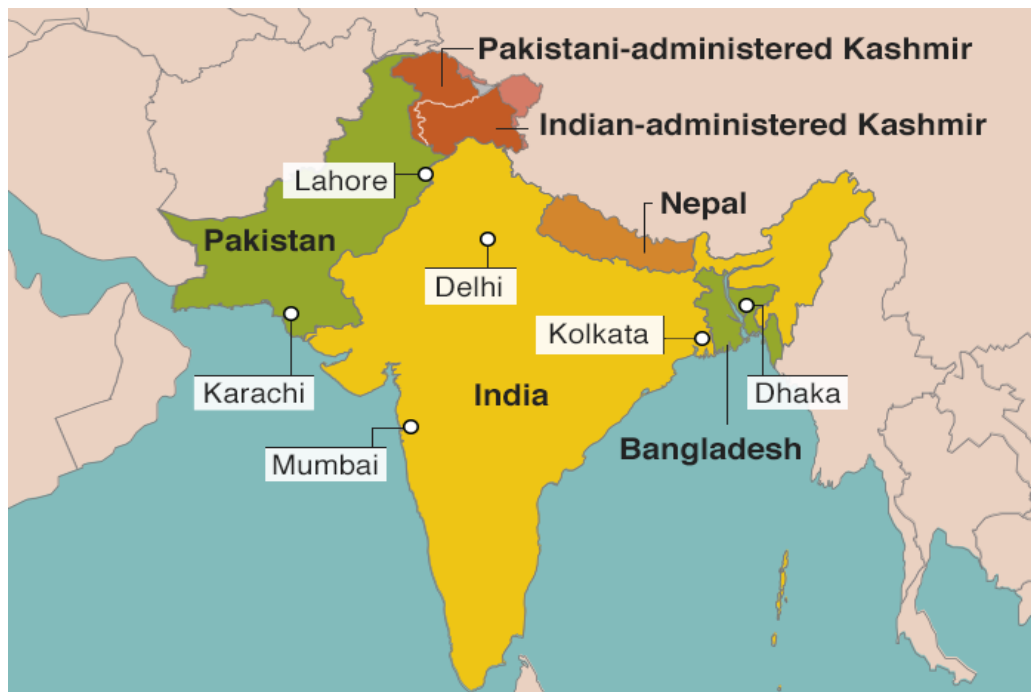 Pakistani-administered Kashmir
Indian-administered Kashmir
Lahore
Nepal
Pakistan
Delhi
Kolkata
Karachi
India
Dhaka
Bangladesh
Mumbai